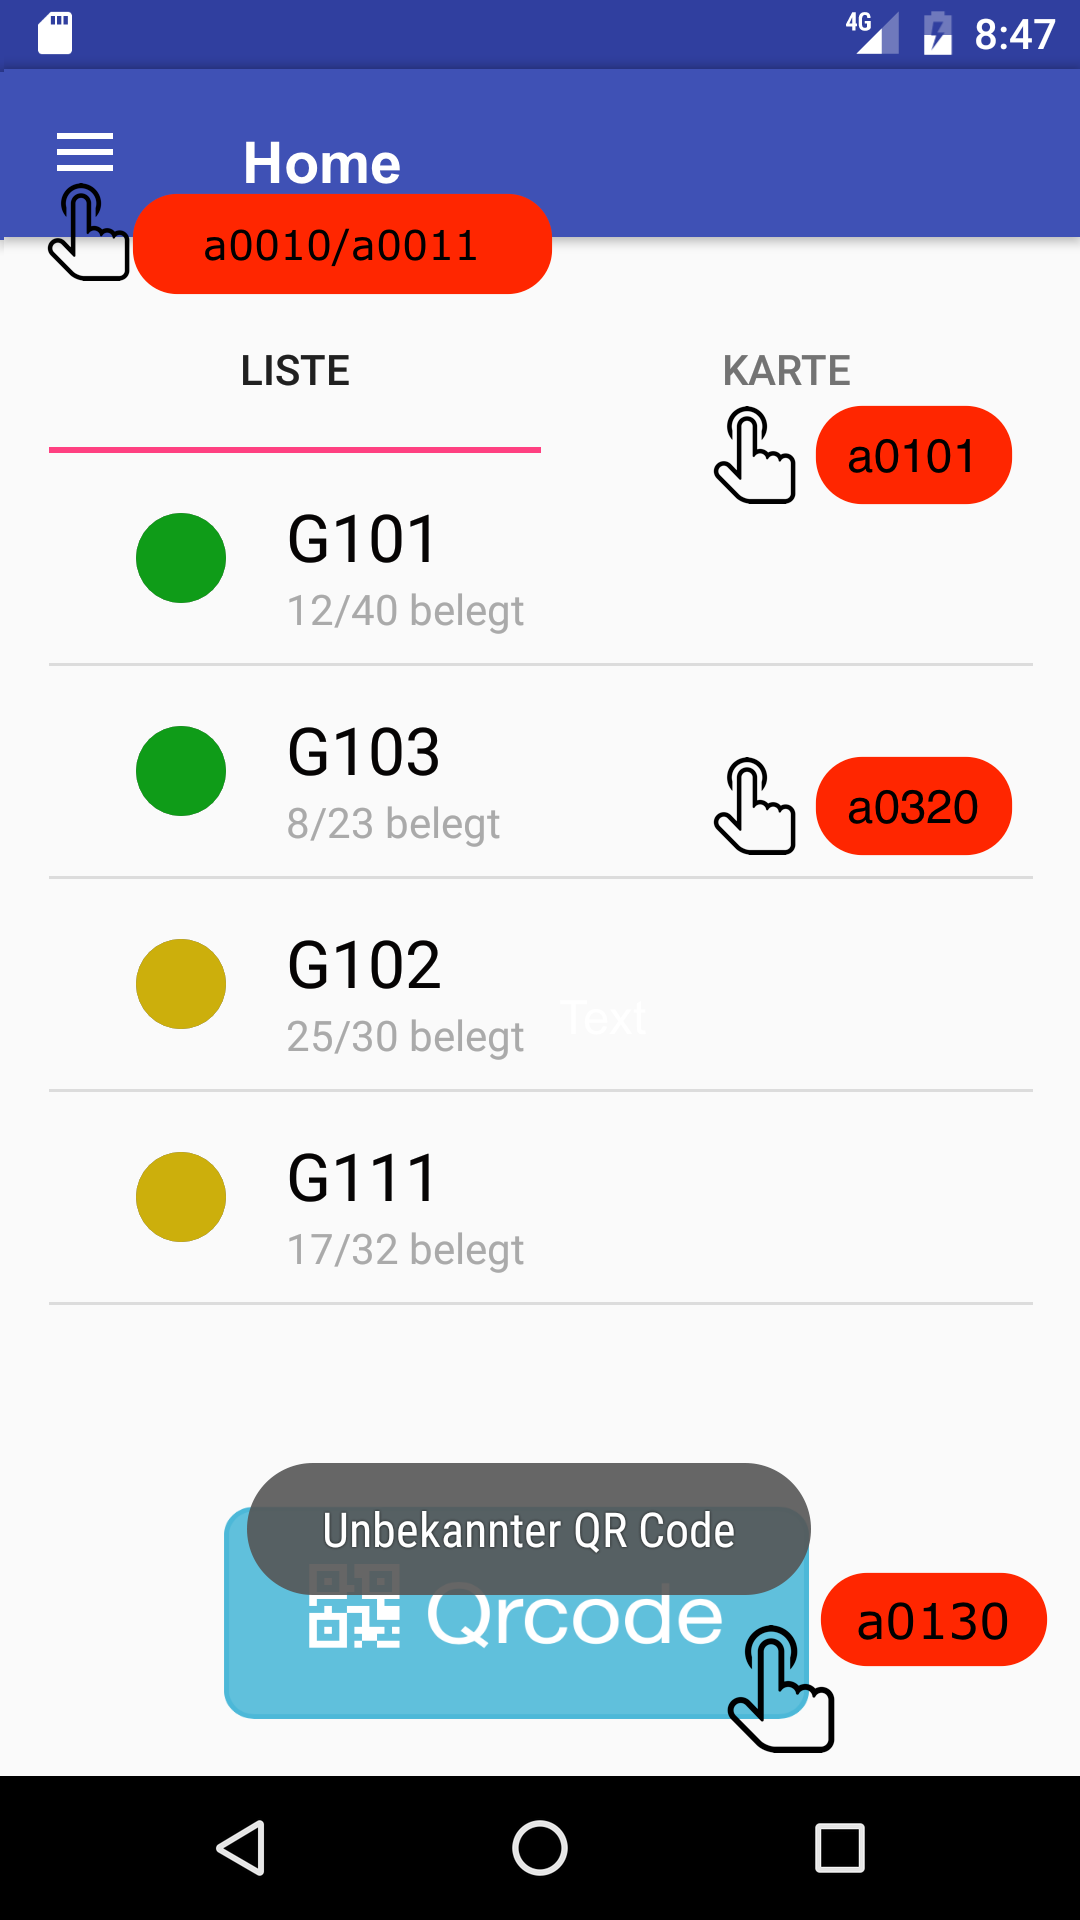 4G 8:47
Home
a0010/a0011
LISTE
KARTE
a0101
G101
12/40 belegt
G103
8/23 belegt
a0320
G102
25/30 belegt
Text
G111
17/32 belegt
Unbekannter QR Code
Qrcode
a0130